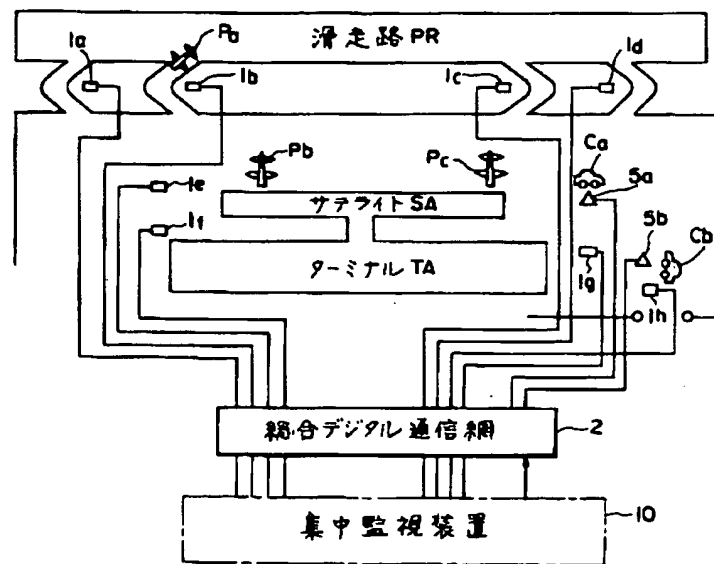 滑走路PR
Pa
1a
1b
1c
1d
Pb
Pc
Ca
5a
1e
サテライトSA
5b
Cb
1f
ターミナルTA
1g
1h
総合デジタル通信網
2
集中監視装置
10